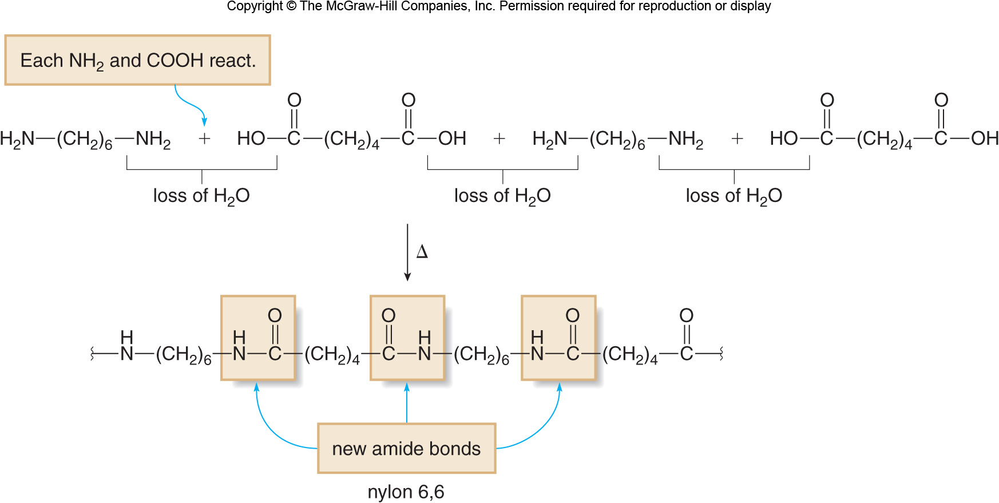 Copyright © The McGraw-Hill Companies, Inc. Permission required for reproduction or display
Each NH₂ and COOH react.
O O O O
H₂N—(CH₂)₆—NH₂ + HO—C—(CH₂)₄—C—OH + H₂N—(CH₂)₆—NH₂ + HO—C—(CH₂)₄—C—OH
loss of H₂O loss of H₂O loss of H₂O
Δ
O O O O
H H H H
N—(CH₂)₆—N—C—(CH₂)₄—C—N—(CH₂)₆—N—C—(CH₂)₄—C
new amide bonds
nylon 6,6